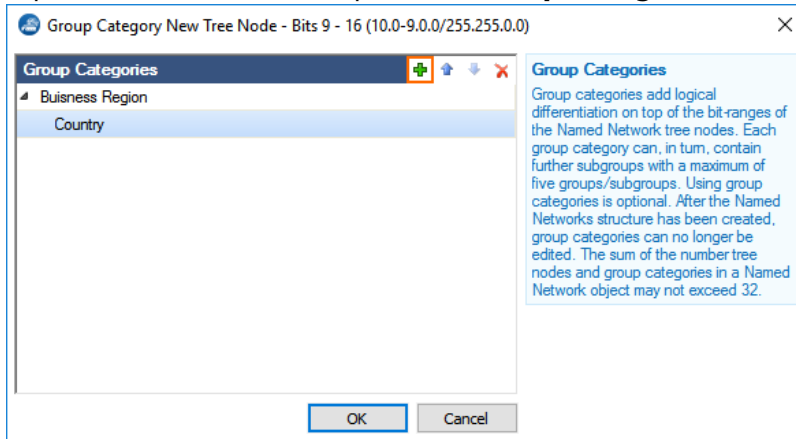 Group Category New Tree Node - Bits 9 - 16 (10.0-9.0.0/255.255.0.0)
Group Categories
Buisness Region
Country
Group Categories
Group categories add logical
differentiation on top of the bit-ranges of
the Named Network tree nodes. Each
group category can, in turn, contain
further subgroups with a maximum of
five groups/subgroups. Using group
categories is optional. After the Named
Networks structure has been created,
group categories can no longer be
edited. The sum of the number tree
nodes and group categories in a Named
Network object may not exceed 32.
OK
Cancel